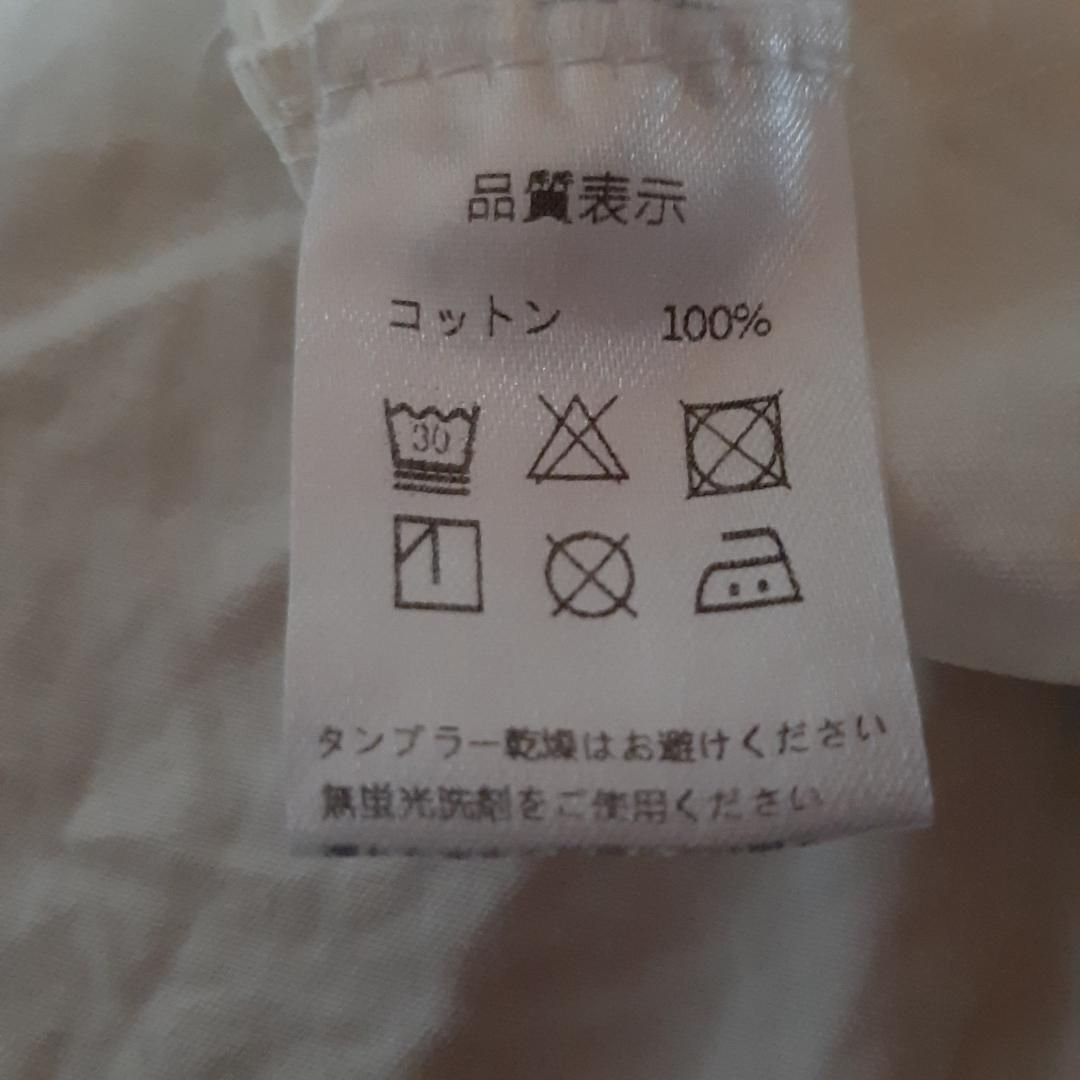 品質表示
コットン 100%
30
タンブラー乾燥はお避けください
無蛍光洗剤をご使用ください